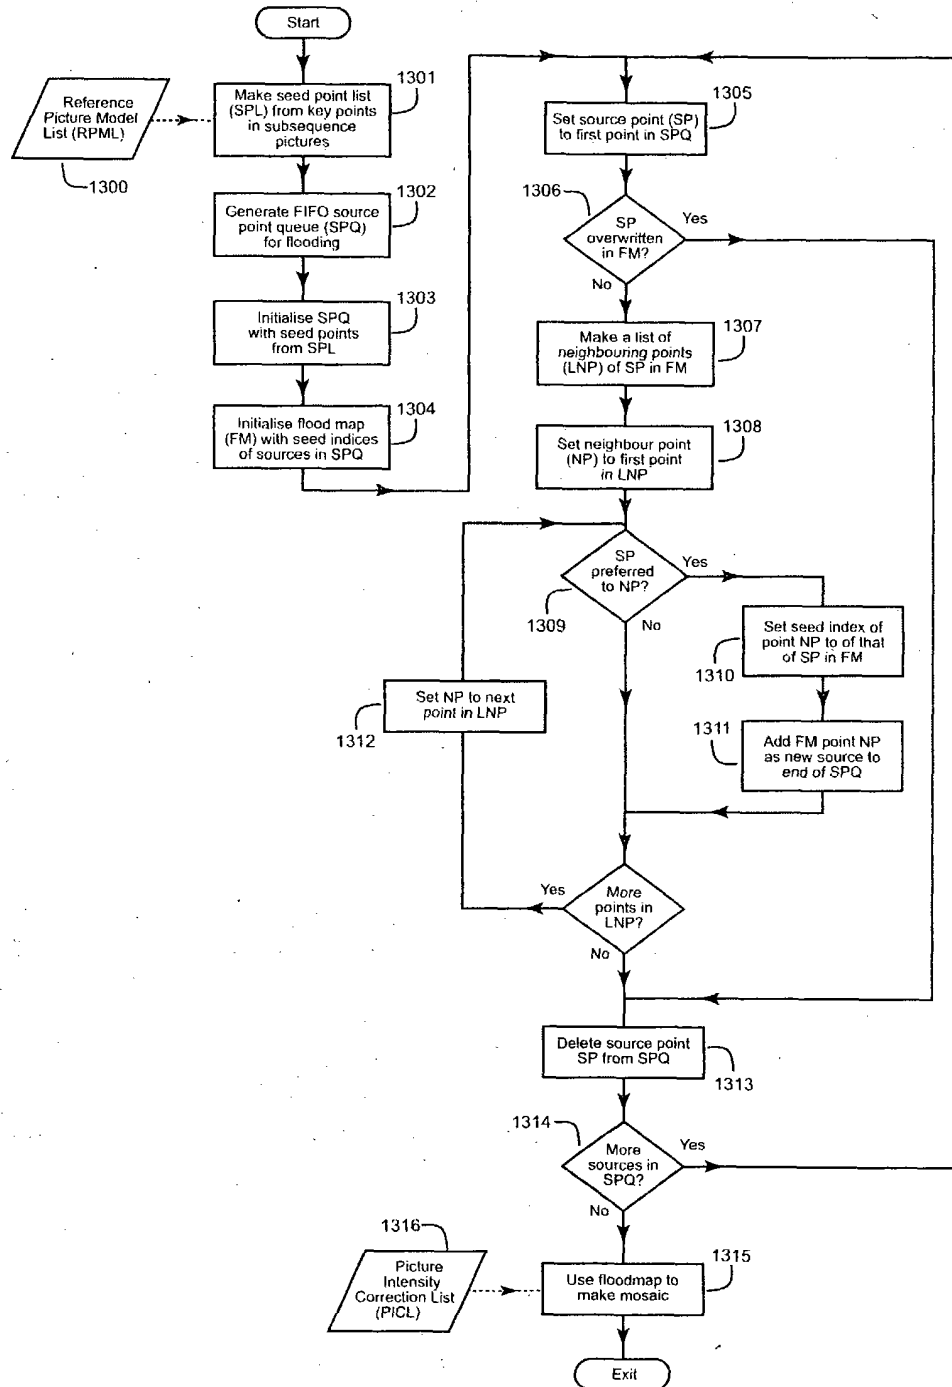 Start
1301
Make seed point list
(SPL) from key points
in subsequence
pictures
Reference
Picture Model
List (RPML)
1300
1302
Generate FIFO source
point queue (SPQ)
for flooding
1303
Initialise SPQ
with seed points
from SPL
1304
Initialise flood map
(FM) with seed indices
of sources in SPQ
1305
Set source point (SP)
to first point in SPQ
1306
SP
overwritten
in FM?
Yes
No
1307
Make a list of
neighbouring points
(LNP) of SP in FM
1308
Set neighbour point
(NP) to first point
in LNP
SP
preferred
to NP?
Yes
1309
No
Set seed index of
point NP to of that
of SP in FM
1310
Set NP to next
point in LNP
1312
1311
Add FM point NP
as new source to
end of SPQ
More
points in
LNP?
Yes
No
Delete source point
SP from SPQ
1313
1314
More
sources in
SPQ?
Yes
No
1316
Picture
Intensity
Correction List
(PICL)
1315
Use floodmap to
make mosaic
Exit